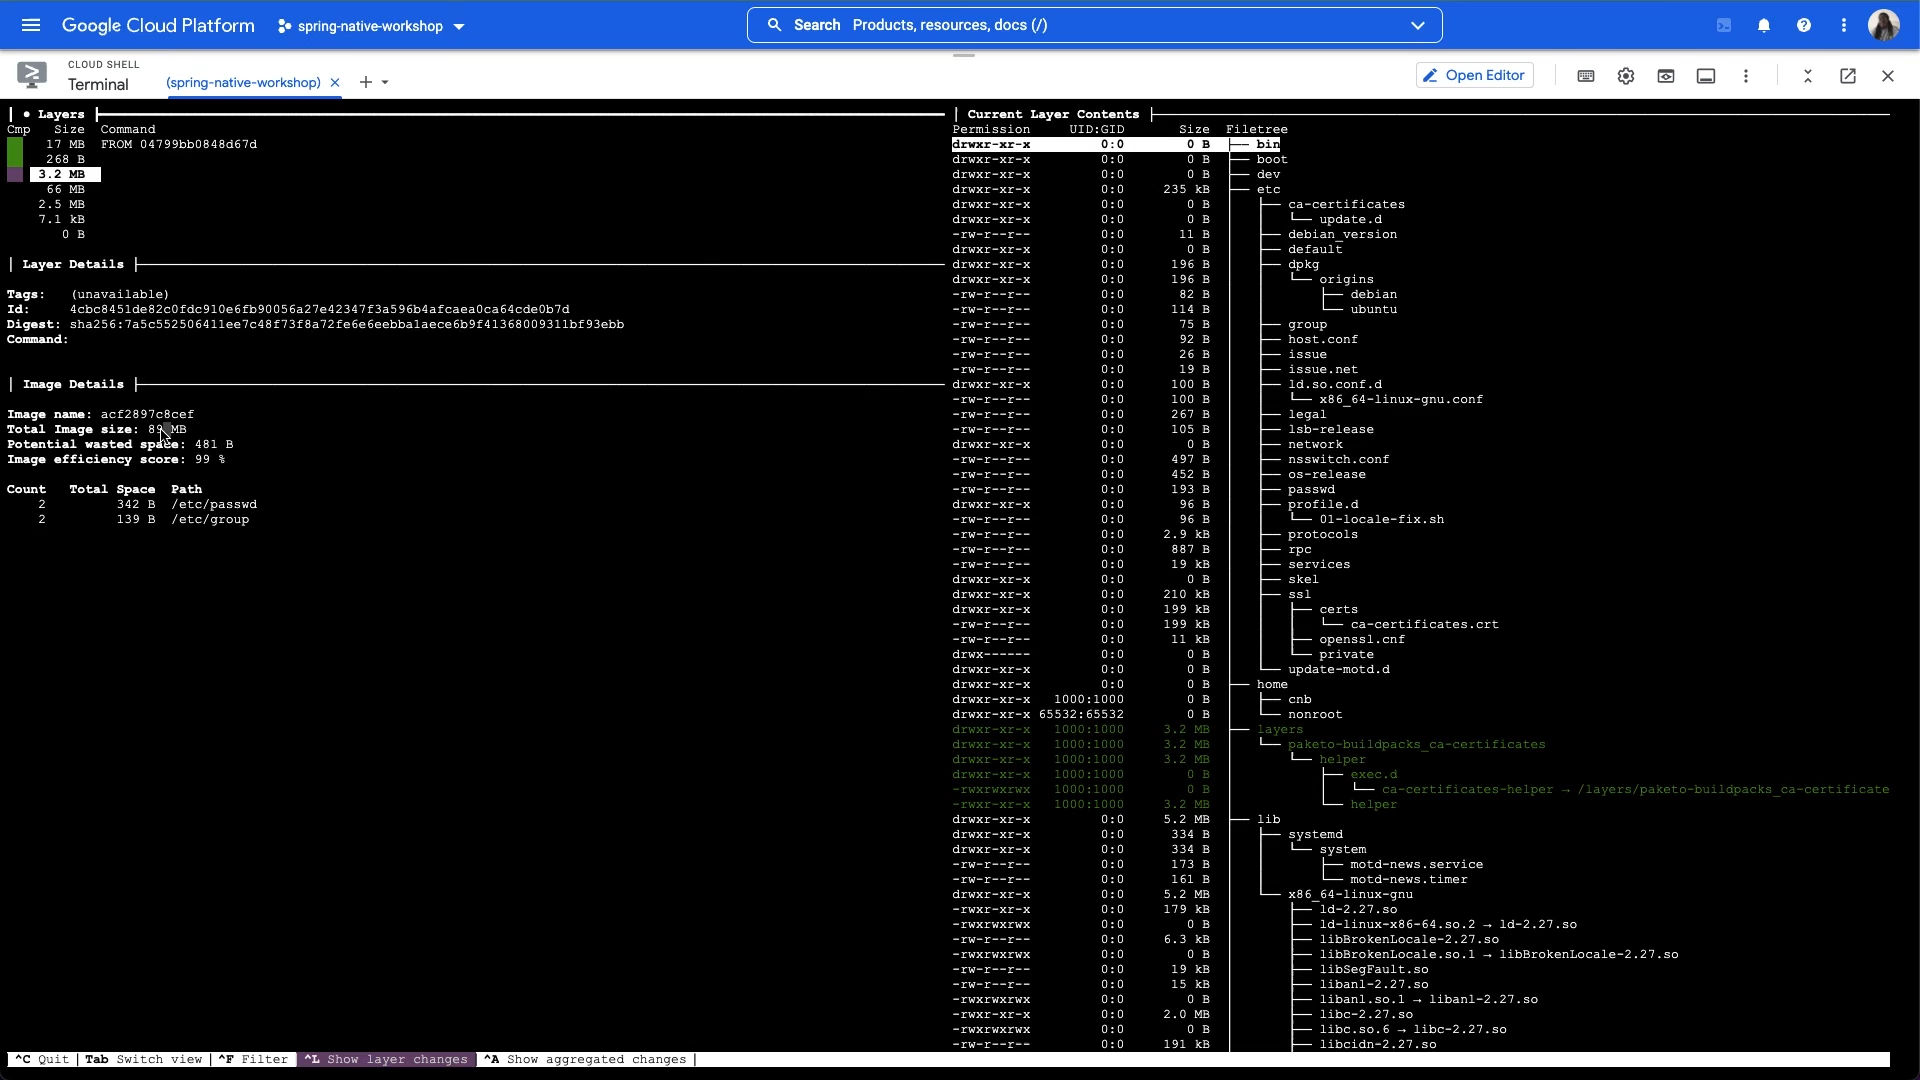 Google Cloud Platform
spring-native-workshop
Search Products, resources, docs (/)
CLOUD SHELL
Terminal
(spring-native-workshop)
Open Editor
Layers
Cmp Size Command
17 MB FROM 04799bb0848d67d
268 B
3.2 MB
66 MB
2.5 MB
7.1 kB
0 B
Layer Details
Tags: (unavailable)
Id: 4cbc8451de82c0fdc910e6fb90056a27e42347f3a596b4afcaea0ca64cde0b7d
Digest: sha256:7a5c552506411ee7c48f73f8a72fe6e6eebba1aece6b9f41368009311bf93ebb
Command:
Image Details
Image name: acf2897c8cef
Total Image size: 89 MB
Potential wasted space: 481 B
Image efficiency score: 99 %
Count Total Space Path
2 342 B /etc/passwd
2 139 B /etc/group
Current Layer Contents
Permission UID:GID Size Filetree
drwxr-xr-x 0:0 0 B ├── bin
drwxr-xr-x 0:0 0 B ├── boot
drwxr-xr-x 0:0 0 B ├── dev
drwxr-xr-x 0:0 235 kB ├── etc
drwxr-xr-x 0:0 0 B │ ├── ca-certificates
drwxr-xr-x 0:0 0 B │ │ └── update.d
-rw-r--r-- 0:0 11 B │ ├── debian_version
drwxr-xr-x 0:0 0 B │ ├── default
drwxr-xr-x 0:0 196 B │ ├── dpkg
drwxr-xr-x 0:0 196 B │ │ └── origins
-rw-r--r-- 0:0 82 B │ │ ├── debian
-rw-r--r-- 0:0 114 B │ │ └── ubuntu
-rw-r--r-- 0:0 75 B │ ├── group
-rw-r--r-- 0:0 92 B │ ├── host.conf
-rw-r--r-- 0:0 26 B │ ├── issue
-rw-r--r-- 0:0 19 B │ ├── issue.net
drwxr-xr-x 0:0 100 B │ ├── ld.so.conf.d
-rw-r--r-- 0:0 100 B │ │ └── x86_64-linux-gnu.conf
-rw-r--r-- 0:0 267 B │ ├── legal
-rw-r--r-- 0:0 105 B │ ├── lsb-release
drwxr-xr-x 0:0 0 B │ ├── network
-rw-r--r-- 0:0 497 B │ ├── nsswitch.conf
-rw-r--r-- 0:0 452 B │ ├── os-release
-rw-r--r-- 0:0 193 B │ ├── passwd
drwxr-xr-x 0:0 96 B │ ├── profile.d
-rw-r--r-- 0:0 96 B │ │ └── 01-locale-fix.sh
-rw-r--r-- 0:0 2.9 kB │ ├── protocols
-rw-r--r-- 0:0 887 B │ ├── rpc
-rw-r--r-- 0:0 19 kB │ ├── services
drwxr-xr-x 0:0 0 B │ ├── skel
drwxr-xr-x 0:0 210 kB │ ├── ssl
drwxr-xr-x 0:0 199 kB │ │ ├── certs
-rw-r--r-- 0:0 199 kB │ │ │ └── ca-certificates.crt
-rw-r--r-- 0:0 11 kB │ │ ├── openssl.cnf
drwx------ 0:0 0 B │ │ └── private
drwxr-xr-x 0:0 0 B │ └── update-motd.d
drwxr-xr-x 0:0 0 B ├── home
drwxr-xr-x 1000:1000 0 B │ ├── cnb
drwxr-xr-x 65532:65532 0 B │ └── nonroot
drwxr-xr-x 1000:1000 3.2 MB ├── layers
drwxr-xr-x 1000:1000 3.2 MB │ └── paketo-buildpacks_ca-certificates
drwxr-xr-x 1000:1000 3.2 MB │ └── helper
drwxr-xr-x 1000:1000 0 B │ ├── exec.d
-rwxrwxrwx 1000:1000 0 B │ │ └── ca-certificates-helper → /layers/paketo-buildpacks_ca-certificate
-rwxr-xr-x 1000:1000 3.2 MB │ └── helper
drwxr-xr-x 0:0 5.2 MB ├── lib
drwxr-xr-x 0:0 334 B │ ├── systemd
drwxr-xr-x 0:0 334 B │ │ └── system
-rw-r--r-- 0:0 173 B │ │ ├── motd-news.service
-rw-r--r-- 0:0 161 B │ │ └── motd-news.timer
drwxr-xr-x 0:0 5.2 MB │ └── x86_64-linux-gnu
-rwxr-xr-x 0:0 179 kB │ ├── ld-2.27.so
-rwxrwxrwx 0:0 0 B │ ├── ld-linux-x86-64.so.2 → ld-2.27.so
-rw-r--r-- 0:0 6.3 kB │ ├── libBrokenLocale-2.27.so
-rwxrwxrwx 0:0 0 B │ ├── libBrokenLocale.so.1 → libBrokenLocale-2.27.so
-rw-r--r-- 0:0 19 kB │ ├── libSegFault.so
-rw-r--r-- 0:0 15 kB │ ├── libanl-2.27.so
-rwxrwxrwx 0:0 0 B │ ├── libanl.so.1 → libanl-2.27.so
-rwxr-xr-x 0:0 2.0 MB │ ├── libc-2.27.so
-rwxrwxrwx 0:0 0 B │ ├── libc.so.6 → libc-2.27.so
-rw-r--r-- 0:0 191 kB │ ├── libcidn-2.27.so
^C Quit | Tab Switch view | ^F Filter | ^L Show layer changes | ^A Show aggregated changes |